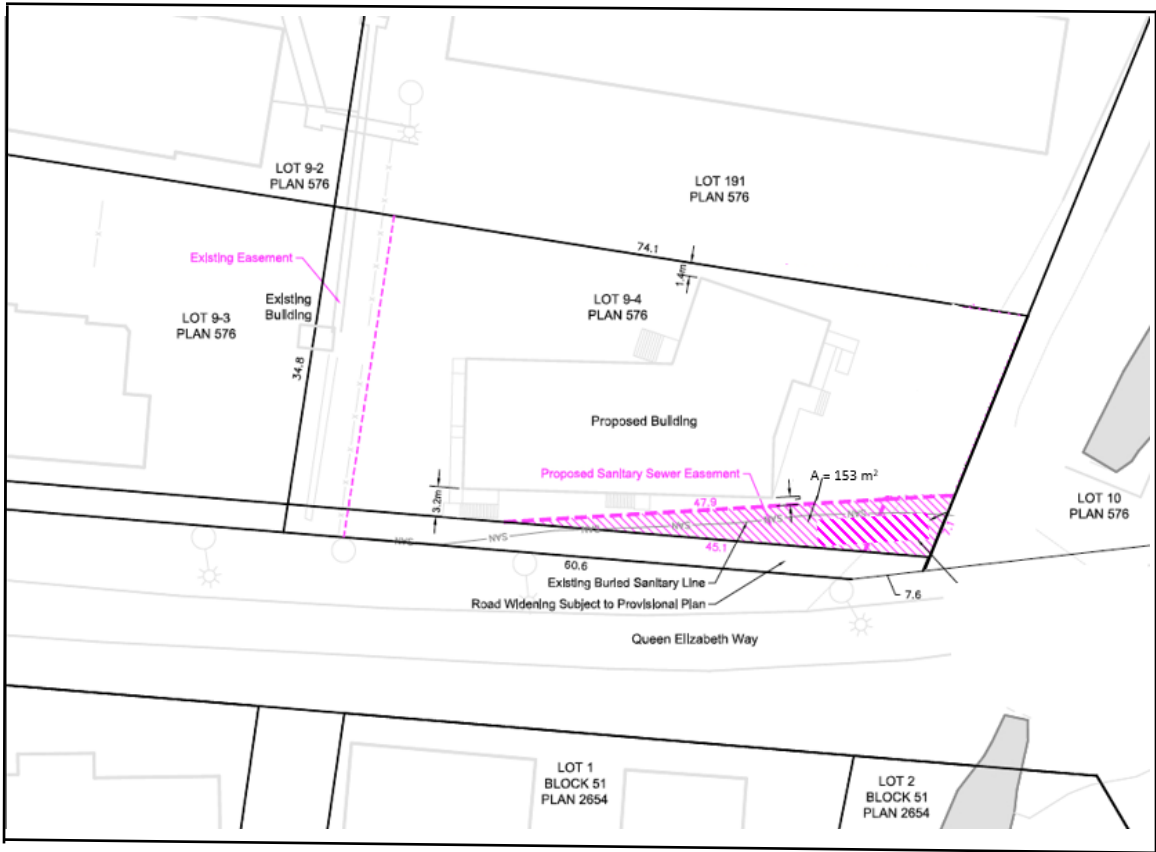 LOT 9-2
PLAN 576
LOT 191
PLAN 576
74.1
1.4m
Existing Easement
Existing
Building
LOT 9-3
PLAN 576
LOT 9-4
PLAN 576
34.8
Proposed Building
Proposed Sanitary Sewer Easement
A = 153 m²
3.2m
47.9
LOT 10
PLAN 576
NYS
NYS
NYS
NYS
NYS
SAN
45.1
60.6
Existing Buried Sanitary Line
7.6
Road Widening Subject to Provisional Plan
Queen Elizabeth Way
LOT 1
BLOCK 51
PLAN 2654
LOT 2
BLOCK 51
PLAN 2654